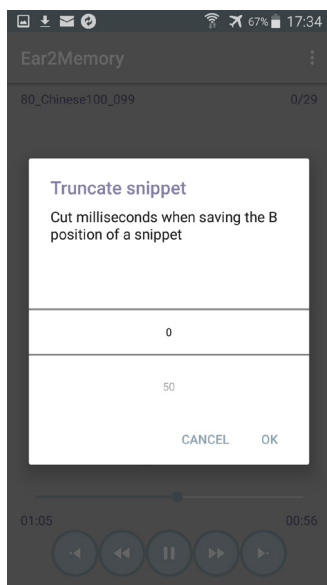 67% 17:34
Ear2Memory
80_Chinese100_099 0/29
Truncate snippet
Cut milliseconds when saving the B
position of a snippet
0
50
CANCEL OK
01:05 00:56